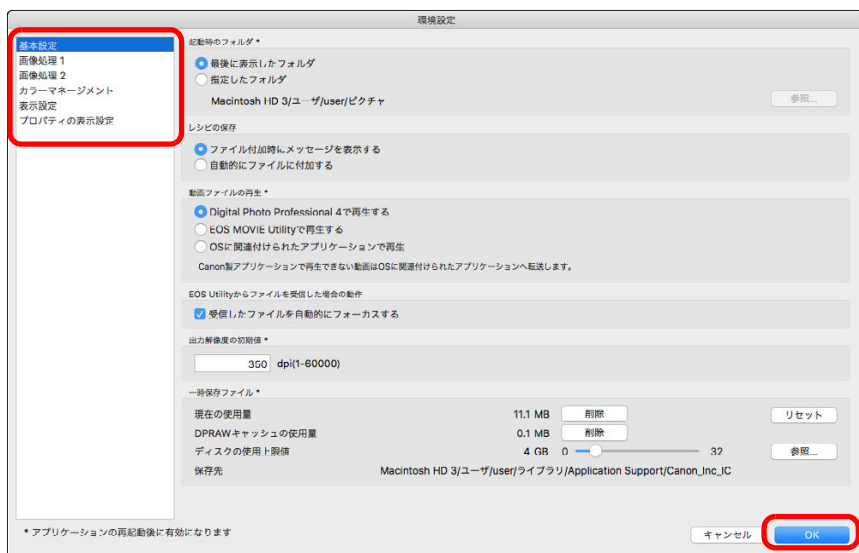 環境設定
基本設定
画像処理 1
画像処理 2
カラーマネージメント
表示設定
プロパティの表示設定
起動時のフォルダ *
最後に表示したフォルダ
指定したフォルダ
Macintosh HD 3/ユーザ/user/ピクチャ
参照...
レシピの保存
ファイル付加時にメッセージを表示する
自動的にファイルに付加する
動画ファイルの再生 *
Digital Photo Professional 4で再生する
EOS MOVIE Utilityで再生する
OSに関連付けられたアプリケーションで再生
Canon製アプリケーションで再生できない動画はOSに関連付けられたアプリケーションへ転送します。
EOS Utilityからファイルを受信した場合の動作
受信したファイルを自動的にフォーカスする
出力解像度の初期値 *
350 dpi(1-60000)
一時保存ファイル *
現在の使用量 11.1 MB 削除 リセット
DPRAWキャッシュの使用量 0.1 MB 削除
ディスクの使用上限値 4 GB 0 32 参照...
保存先 Macintosh HD 3/ユーザ/user/ライブラリ/Application Support/Canon_Inc_IC
* アプリケーションの再起動後に有効になります
キャンセル OK